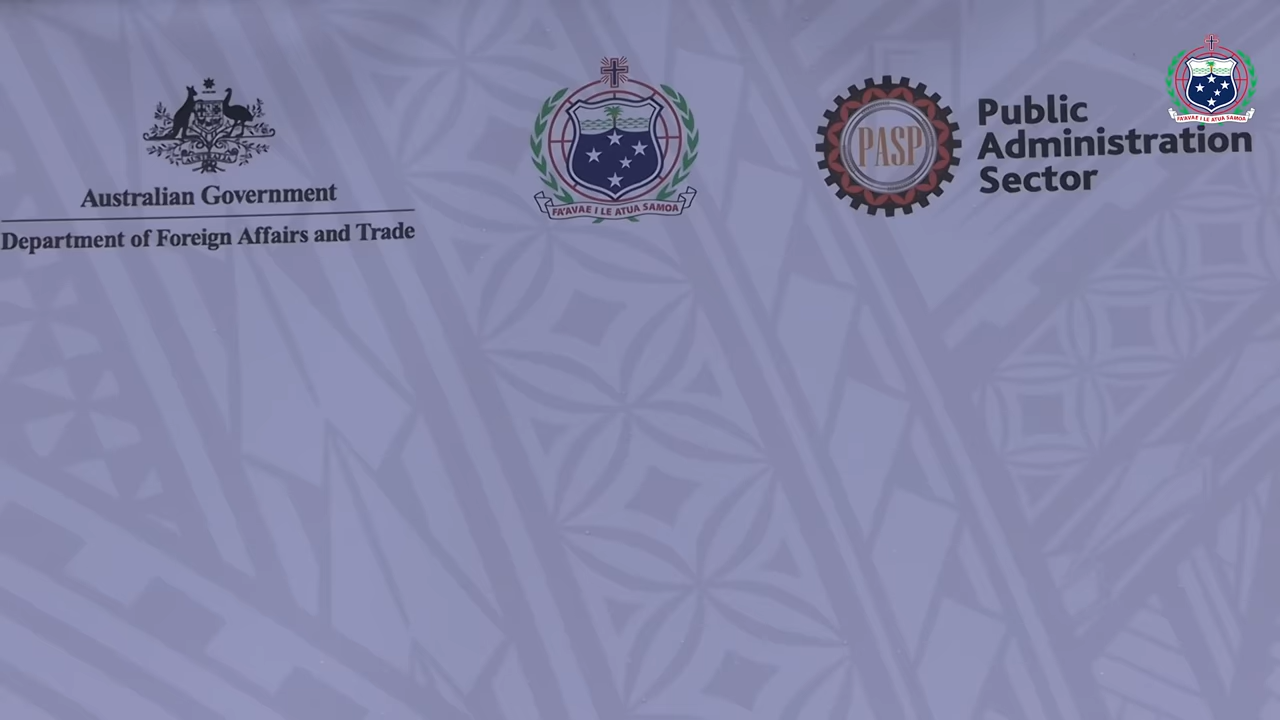 AUSTRALIA
Australian Government
Department of Foreign Affairs and Trade
FA'AVAE I LE ATUA SAMOA
PASP
Public
Administration
Sector
FA'AVAE I LE ATUA SAMOA